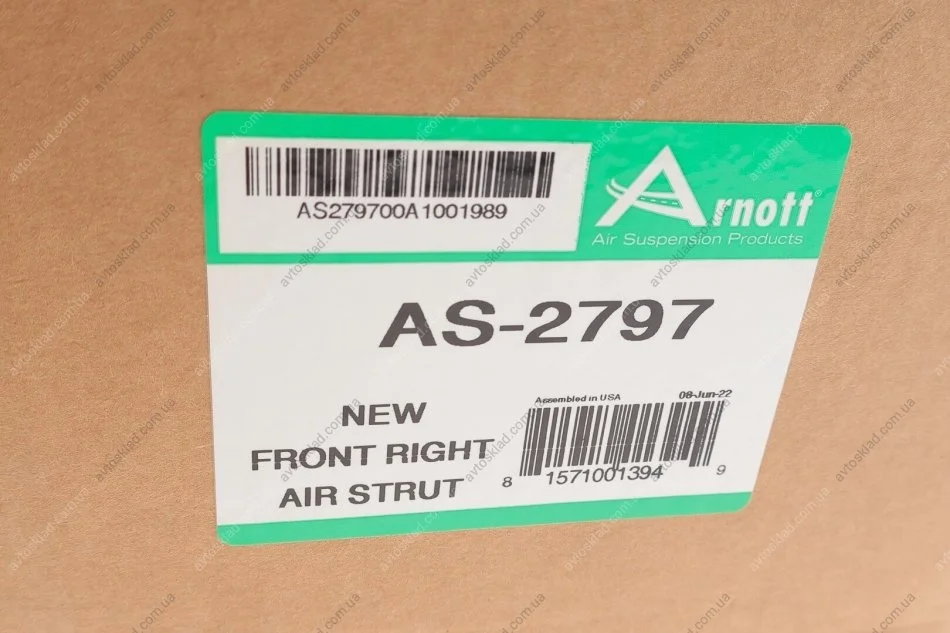 AS279700A1001989
Arnott®
Air Suspension Products
AS-2797
NEW
FRONT RIGHT
AIR STRUT
Assembled in USA
08-Jun-22
8 1571001394 9
avtosklad.com.ua